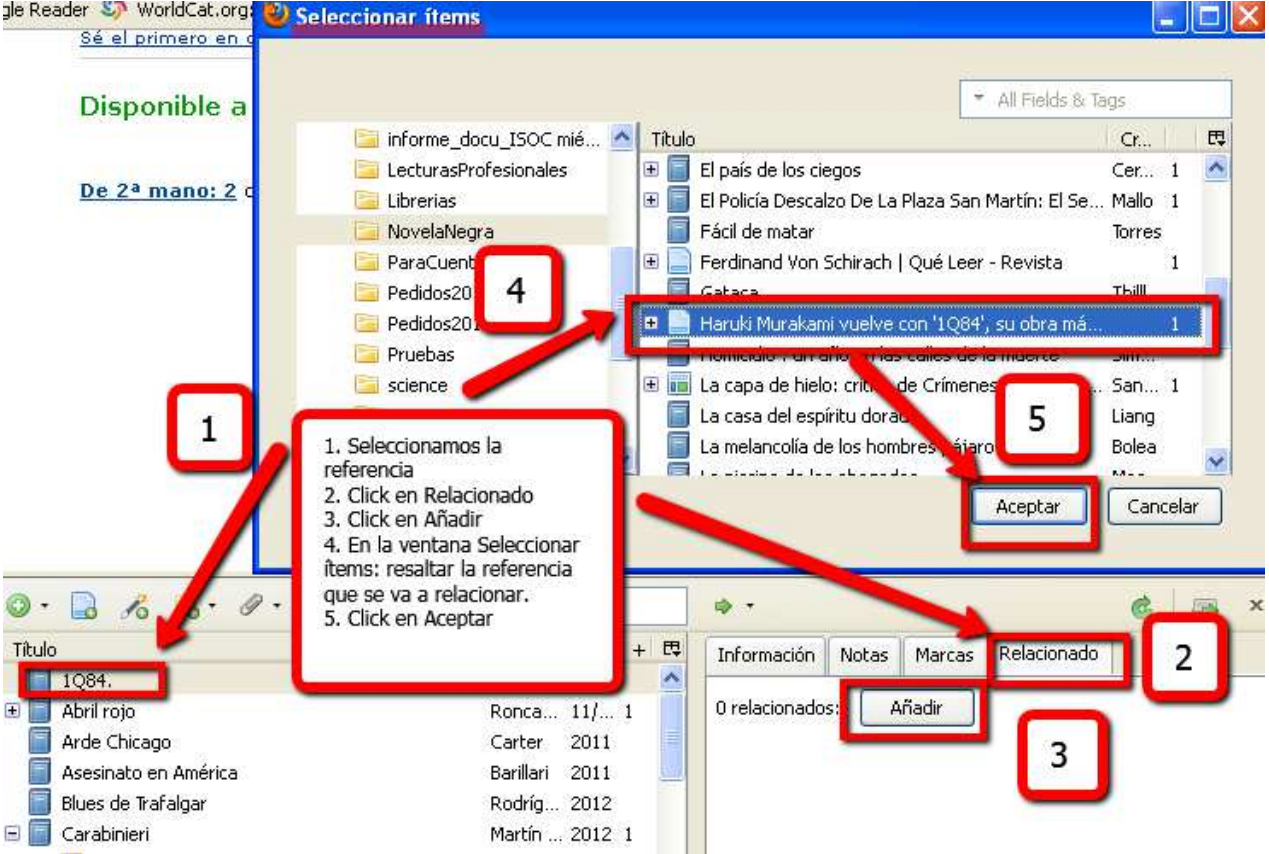 gle Reader WorldCat.org:
Seleccionar ítems
Sé el primero en
Disponible a
De 2ª mano: 2
All Fields & Tags
informe_docu_ISOC mié...
LecturasProfesionales
Librerias
NovelaNegra
ParaCuent
Pedidos20
Pedidos201
Pruebas
science
Título Cr...
El país de los ciegos Cer... 1
El Policía Descalzo De La Plaza San Martín: El Se... Mallo 1
Fácil de matar Torres
Ferdinand Von Schirach | Qué Leer - Revista 1
Gataca Thilll
Haruki Murakami vuelve con '1Q84', su obra má... 1
La capa de hielo: de Crímenes San... 1
La casa del espíritu Liang
La melancolía de los hombres Bolea
Aceptar Cancelar
1
4
5
1. Seleccionamos la
referencia
2. Click en Relacionado
3. Click en Añadir
4. En la ventana Seleccionar
ítems: resaltar la referencia
que se va a relacionar.
5. Click en Aceptar
Título +
1Q84.
Abril rojo Ronca... 11/... 1
Arde Chicago Carter 2011
Asesinato en América Barillari 2011
Blues de Trafalgar Rodríg... 2012
Carabinieri Martín ... 2012 1
Información Notas Marcas Relacionado
2
0 relacionados: Añadir
3